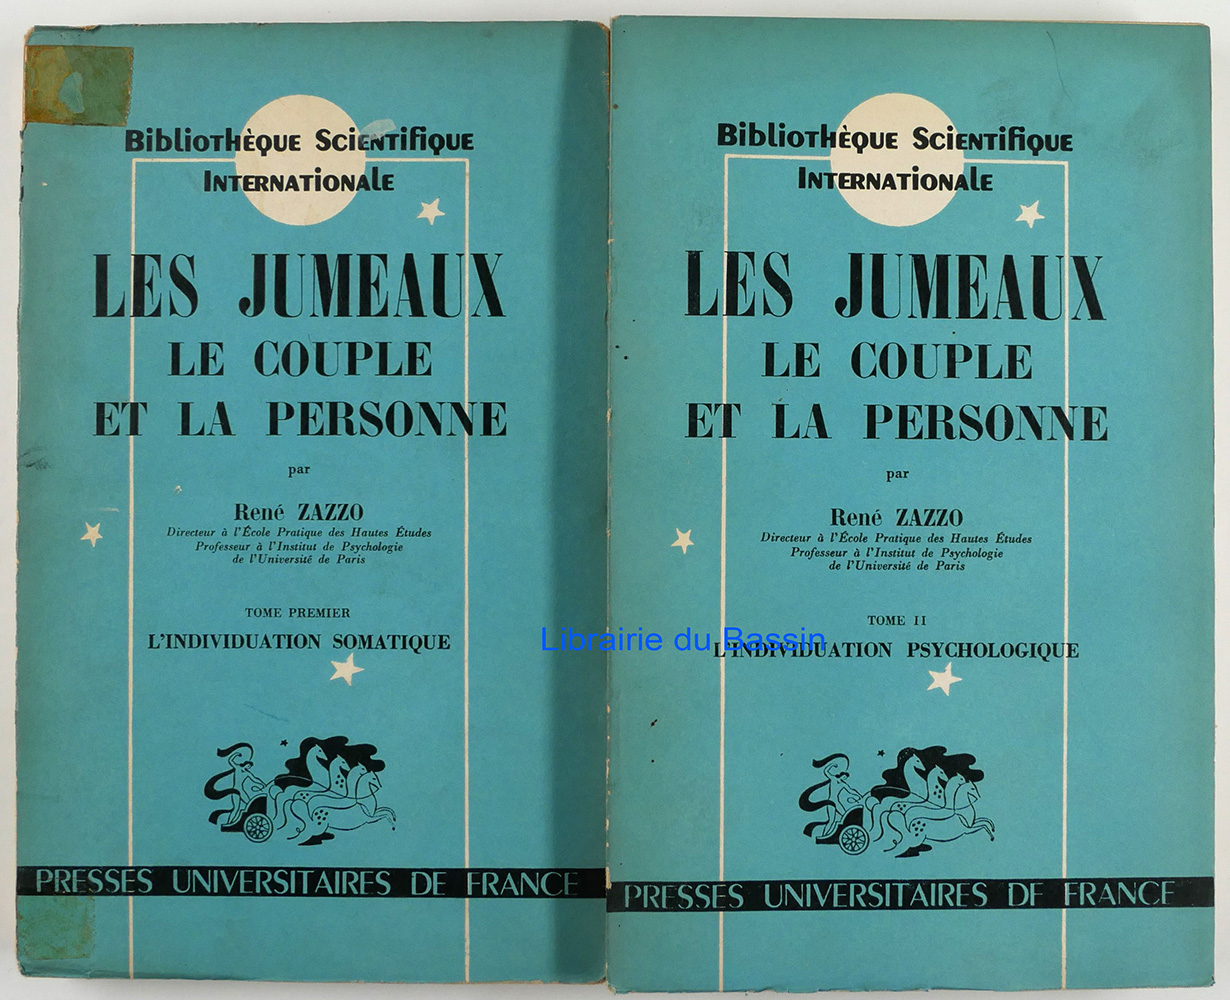 Bibliothèque Scientifique
Internationale
LES JUMEAUX
LE COUPLE
ET LA PERSONNE
par
René ZAZZO
Directeur à l'École Pratique des Hautes Études
Professeur à l'Institut de Psychologie
de l'Université de Paris
TOME PREMIER
L'INDIVIDUATION SOMATIQUE
PRESSES UNIVERSITAIRES DE FRANCE
Bibliothèque Scientifique
Internationale
LES JUMEAUX
LE COUPLE
ET LA PERSONNE
par
René ZAZZO
Directeur à l'École Pratique des Hautes Études
Professeur à l'Institut de Psychologie
de l'Université de Paris
TOME II
L'INDIVIDUATION PSYCHOLOGIQUE
PRESSES UNIVERSITAIRES DE FRANCE
Librairie du Bassin